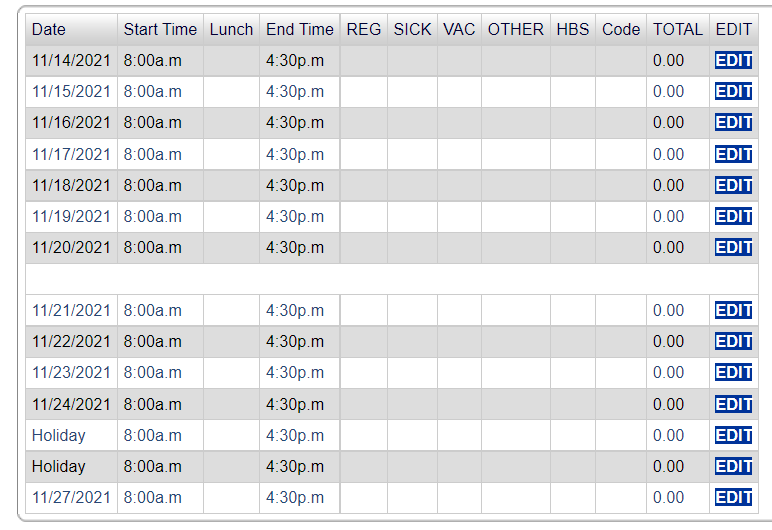 Date Start Time Lunch End Time REG SICK VAC OTHER HBS Code TOTAL EDIT
11/14/2021 8:00a.m 4:30p.m 0.00 EDIT
11/15/2021 8:00a.m 4:30p.m 0.00 EDIT
11/16/2021 8:00a.m 4:30p.m 0.00 EDIT
11/17/2021 8:00a.m 4:30p.m 0.00 EDIT
11/18/2021 8:00a.m 4:30p.m 0.00 EDIT
11/19/2021 8:00a.m 4:30p.m 0.00 EDIT
11/20/2021 8:00a.m 4:30p.m 0.00 EDIT
11/21/2021 8:00a.m 4:30p.m 0.00 EDIT
11/22/2021 8:00a.m 4:30p.m 0.00 EDIT
11/23/2021 8:00a.m 4:30p.m 0.00 EDIT
11/24/2021 8:00a.m 4:30p.m 0.00 EDIT
Holiday 8:00a.m 4:30p.m 0.00 EDIT
Holiday 8:00a.m 4:30p.m 0.00 EDIT
11/27/2021 8:00a.m 4:30p.m 0.00 EDIT